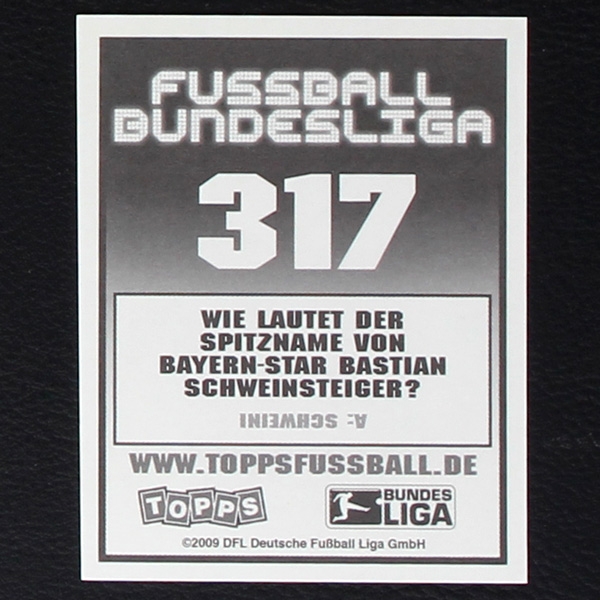 FUSSBALL
BUNDESLIGA
317
WIE LAUTET DER
SPITZNAME VON
BAYERN-STAR BASTIAN
SCHWEINSTEIGER?
A: SCHWEINI
WWW.TOPPSFUSSBALL.DE
TOPPS
BUNDES
LIGA
©2009 DFL Deutsche Fußball Liga GmbH